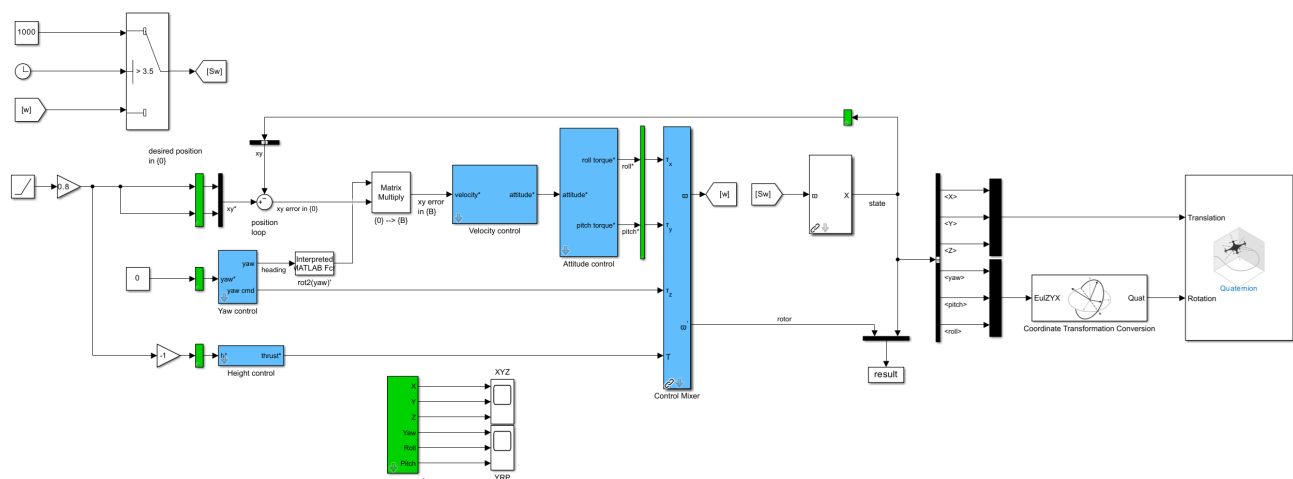 1000
> 3.5
[Sw]
[w]
desired position
in {0}
0.8
xy
xy*
xy error in {0}
position
loop
Matrix
Multiply
{0} --> {B}
xy error
in {B}
velocity*
attitude*
Velocity control
roll torque*
attitude*
pitch torque*
Attitude control
roll*
pitch*
τx
τy
τz
T
ϖ
ϖ'
Control Mixer
[w]
[Sw]
ϖ
X
state
0
yaw*
yaw
yaw cmd
Yaw control
heading
Interpreted
MATLAB Fc
rot2(yaw)'
-1
h*
thrust*
Height control
rotor
result
X
Y
Z
Yaw
Roll
Pitch
XYZ
YRP
<X>
<Y>
<Z>
<yaw>
<pitch>
<roll>
EulZYX
Quat
Coordinate Transformation Conversion
Translation
Rotation
Quaternion